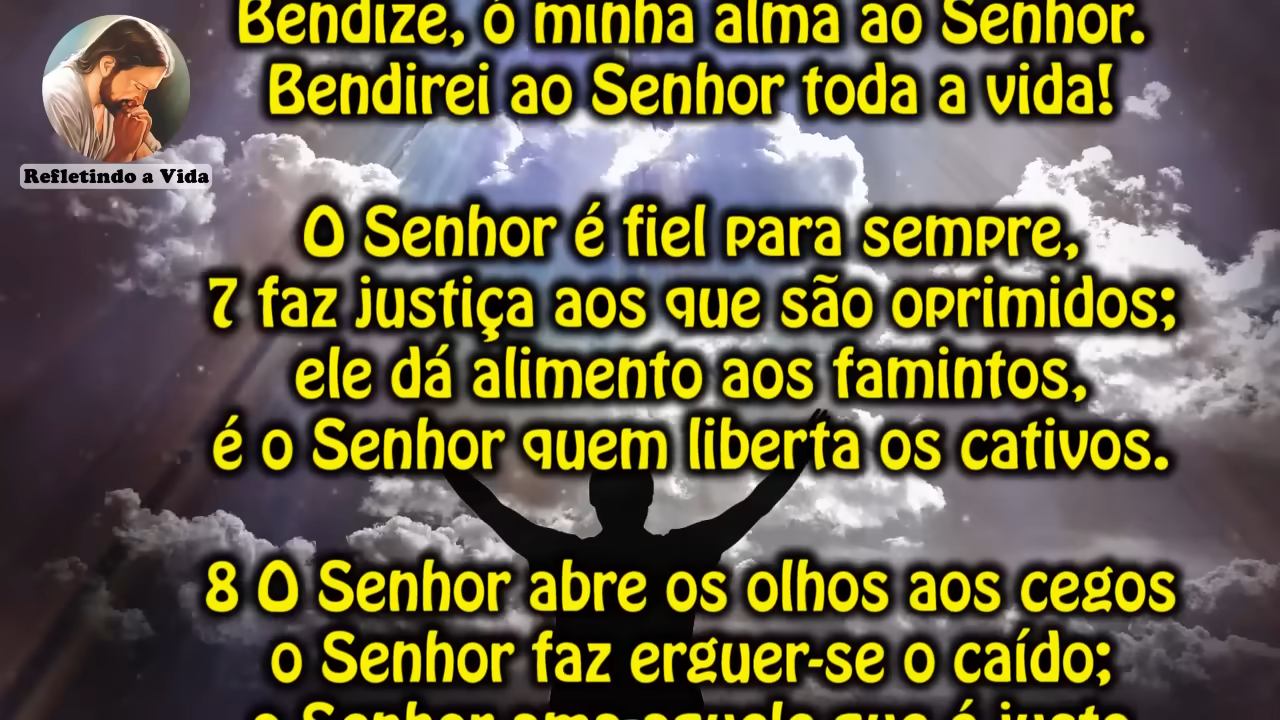 Bendize, ó minha alma ao Senhor.
Bendirei ao Senhor toda a vida!
Refletindo a Vida
O Senhor é fiel para sempre,
7 faz justiça aos que são oprimidos;
ele dá alimento aos famintos,
é o Senhor quem liberta os cativos.
8 O Senhor abre os olhos aos cegos
o Senhor faz erguer-se o caído;
o Senhor ama aquele que é justo